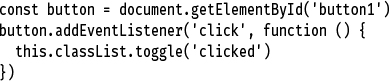 const button = document.getElementById('button1')
button.addEventListener('click', function () {
  this.classList.toggle('clicked')
})